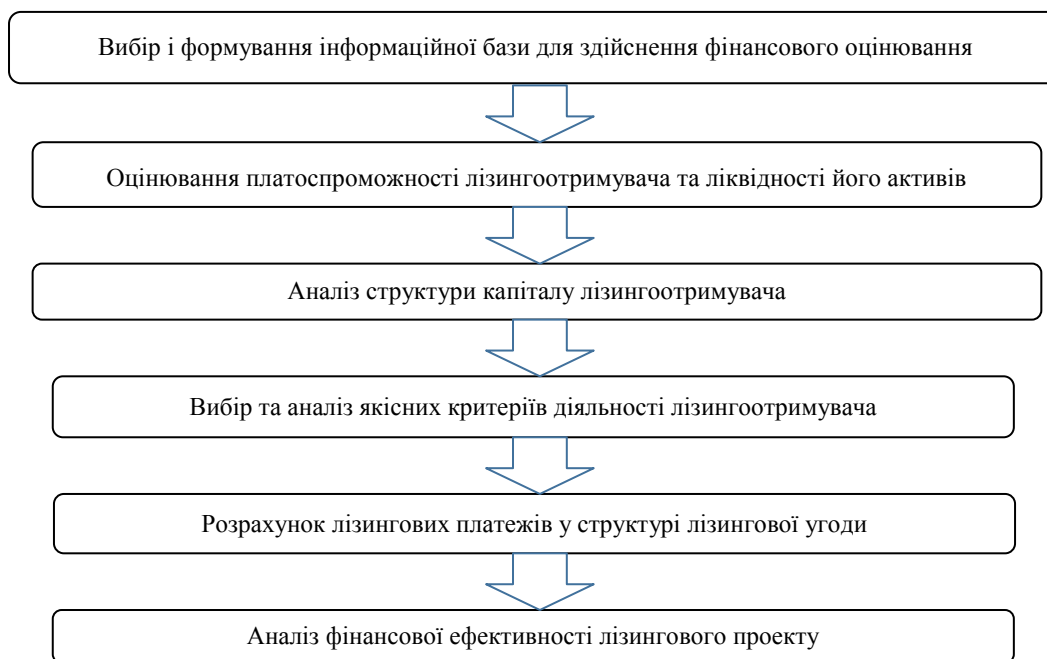 Вибір і формування інформаційної бази для здійснення фінансового оцінювання
Оцінювання платоспроможності лізингоотримувача та ліквідності його активів
Аналіз структури капіталу лізингоотримувача
Вибір та аналіз якісних критеріїв діяльності лізингоотримувача
Розрахунок лізингових платежів у структурі лізингової угоди
Аналіз фінансової ефективності лізингового проекту